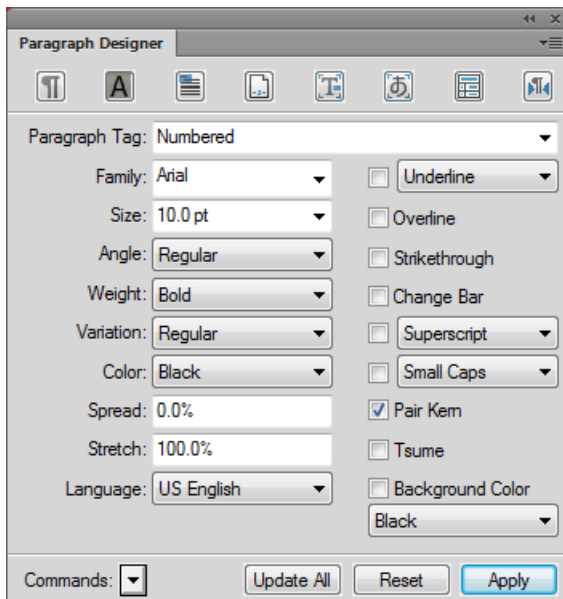 Paragraph Designer
Paragraph Tag: Numbered
Family: Arial
Underline
Size: 10.0 pt
Overline
Angle: Regular
Strikethrough
Weight: Bold
Change Bar
Variation: Regular
Superscript
Color: Black
Small Caps
Spread: 0.0%
Pair Kern
Stretch: 100.0%
Tsume
Language: US English
Background Color
Black
Commands: Update All Reset Apply